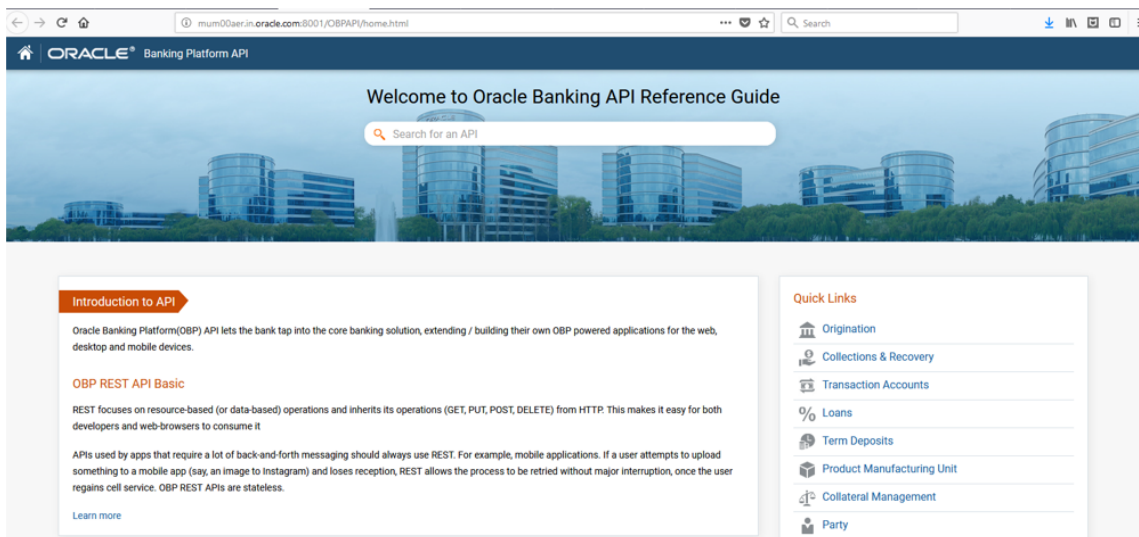 mum00aer.in.oracle.com:8001/OBPAPI/home.html
Search
ORACLE® Banking Platform API
Welcome to Oracle Banking API Reference Guide
Search for an API
Introduction to API
Oracle Banking Platform(OBP) API lets the bank tap into the core banking solution, extending / building their own OBP powered applications for the web,
desktop and mobile devices.
OBP REST API Basic
REST focuses on resource-based (or data-based) operations and inherits its operations (GET, PUT, POST, DELETE) from HTTP. This makes it easy for both
developers and web-browsers to consume it
APIs used by apps that require a lot of back-and-forth messaging should always use REST. For example, mobile applications. If a user attempts to upload
something to a mobile app (say, an image to Instagram) and loses reception, REST allows the process to be retried without major interruption, once the user
regains cell service. OBP REST APIs are stateless.
Learn more
Quick Links
Origination
Collections & Recovery
Transaction Accounts
Loans
Term Deposits
Product Manufacturing Unit
Collateral Management
Party